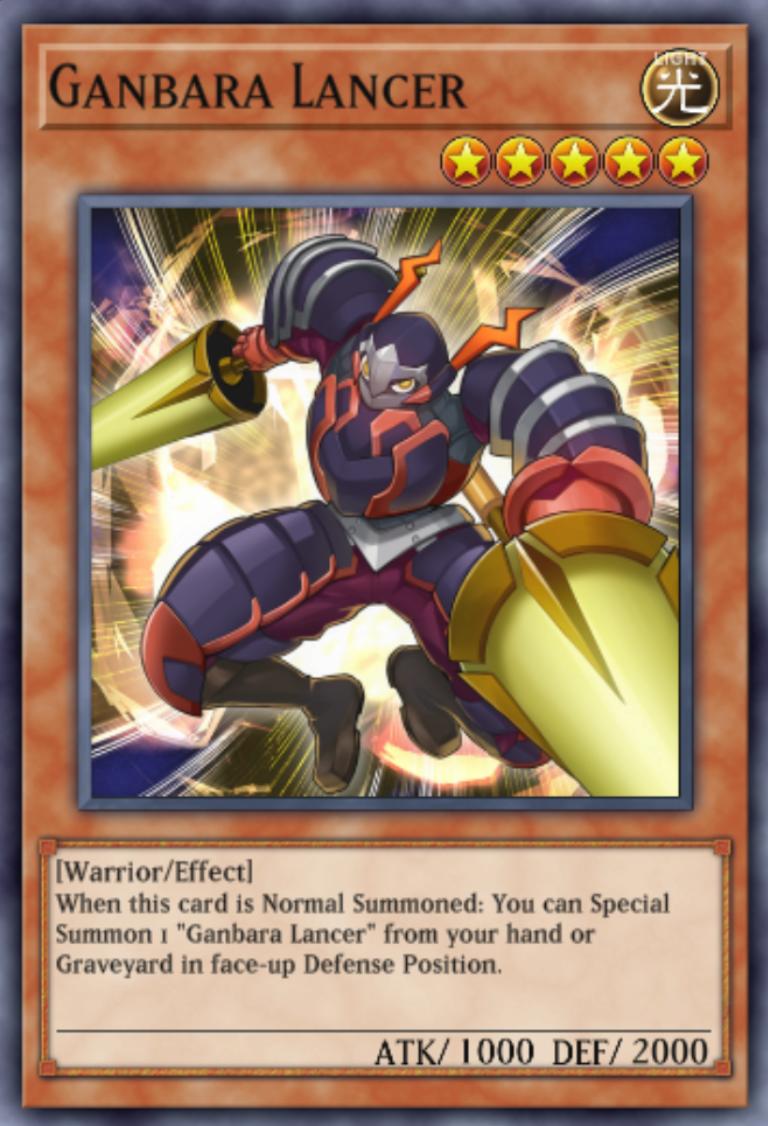 GANBARA LANCER
LIGHT
光
[Warrior/Effect]
When this card is Normal Summoned: You can Special
Summon 1 "Ganbara Lancer" from your hand or
Graveyard in face-up Defense Position.
ATK/ 1000 DEF/ 2000